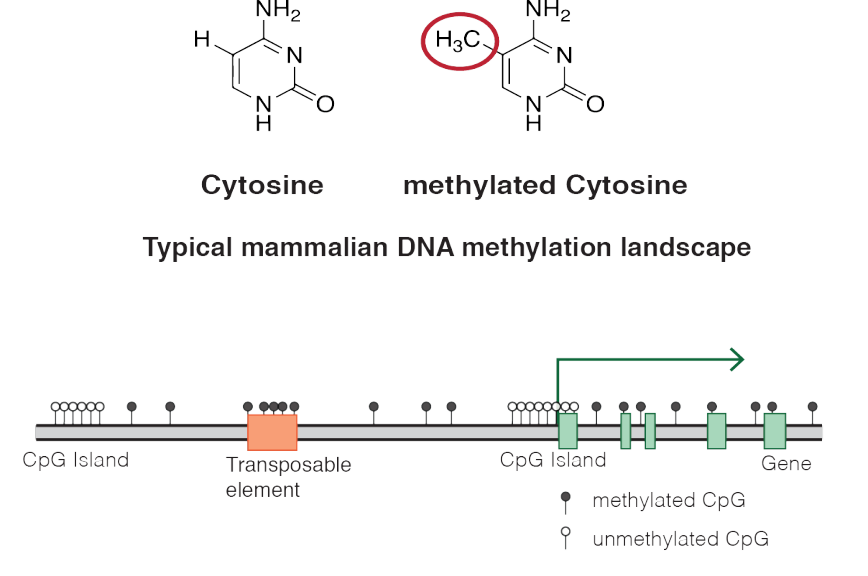 NH₂ NH₂
H H₃C
N N
N O N O
H H
Cytosine methylated Cytosine
Typical mammalian DNA methylation landscape
CpG Island Transposable element CpG Island Gene
methylated CpG
unmethylated CpG